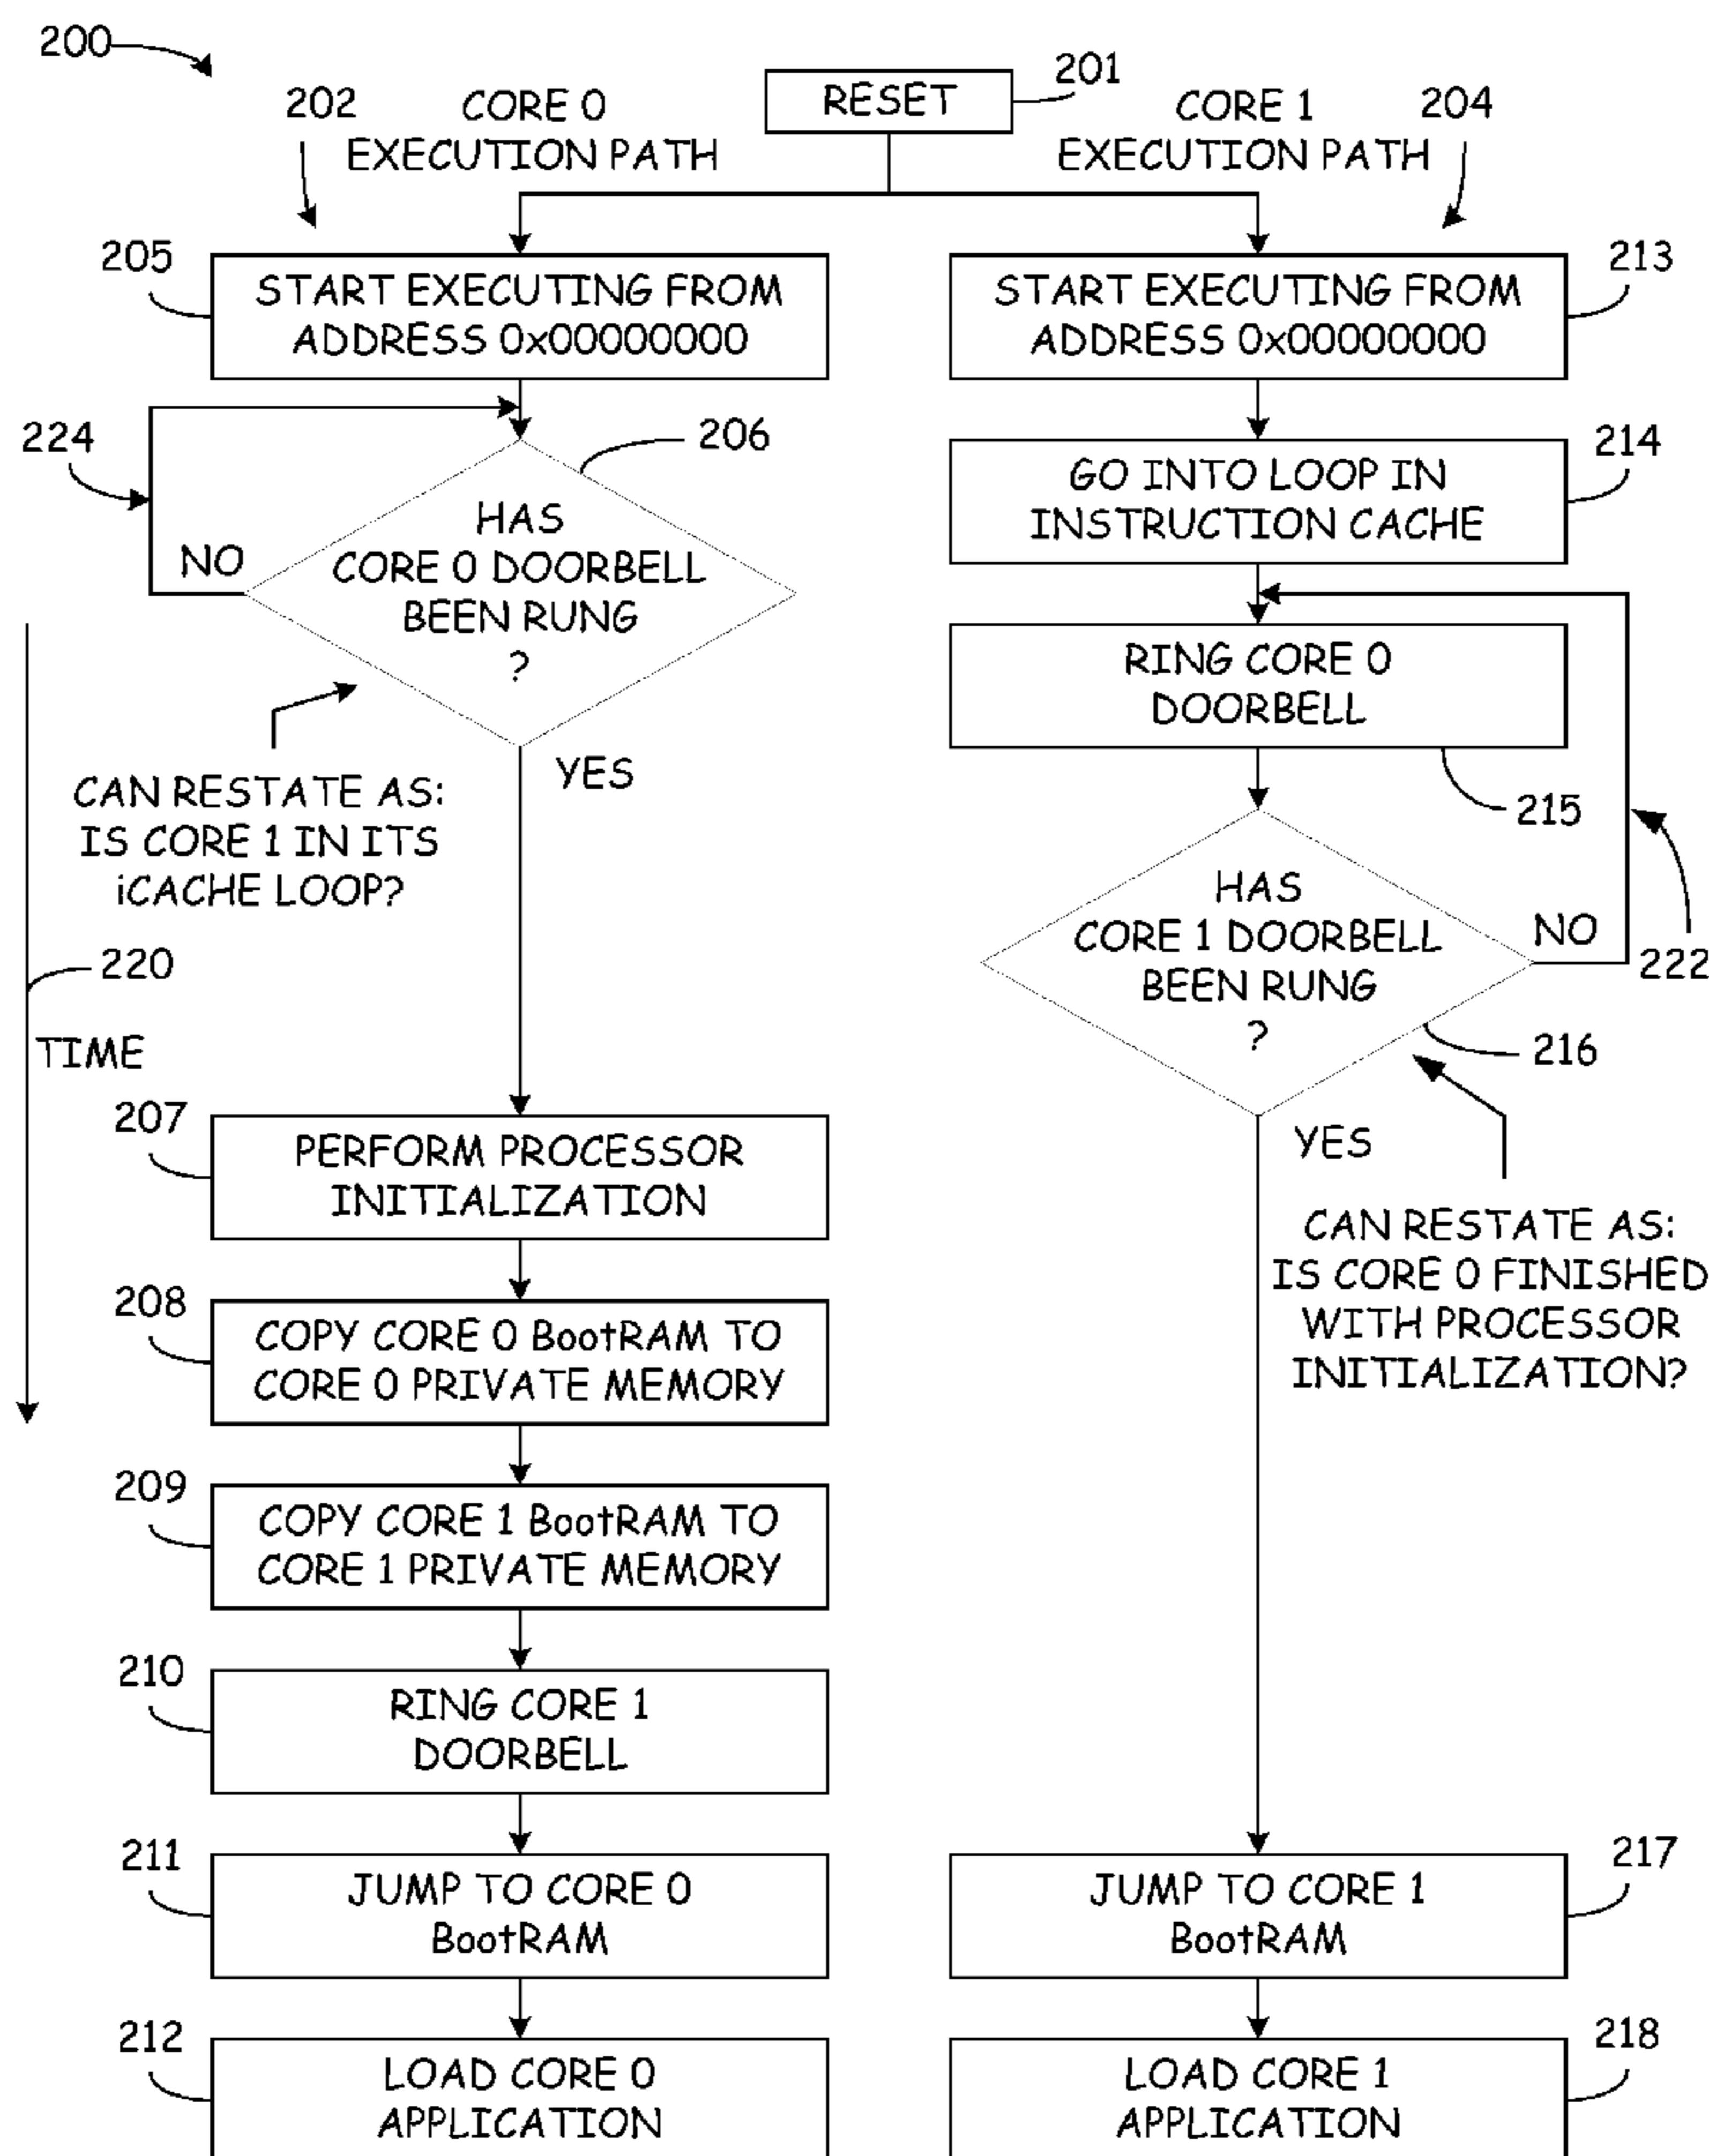 200
RESET
201
202
CORE 0
EXECUTION PATH
CORE 1
EXECUTION PATH
204
205
START EXECUTING FROM
ADDRESS 0x00000000
START EXECUTING FROM
ADDRESS 0x00000000
213
224
206
HAS
CORE 0 DOORBELL
BEEN RUNG
?
NO
YES
GO INTO LOOP IN
INSTRUCTION CACHE
214
RING CORE 0
DOORBELL
215
CAN RESTATE AS:
IS CORE 1 IN ITS
iCACHE LOOP?
HAS
CORE 1 DOORBELL
BEEN RUNG
?
NO
222
216
YES
220
TIME
207
PERFORM PROCESSOR
INITIALIZATION
CAN RESTATE AS:
IS CORE 0 FINISHED
WITH PROCESSOR
INITIALIZATION?
208
COPY CORE 0 BootRAM TO
CORE 0 PRIVATE MEMORY
209
COPY CORE 1 BootRAM TO
CORE 1 PRIVATE MEMORY
210
RING CORE 1
DOORBELL
211
JUMP TO CORE 0
BootRAM
JUMP TO CORE 1
BootRAM
217
212
LOAD CORE 0
APPLICATION
LOAD CORE 1
APPLICATION
218